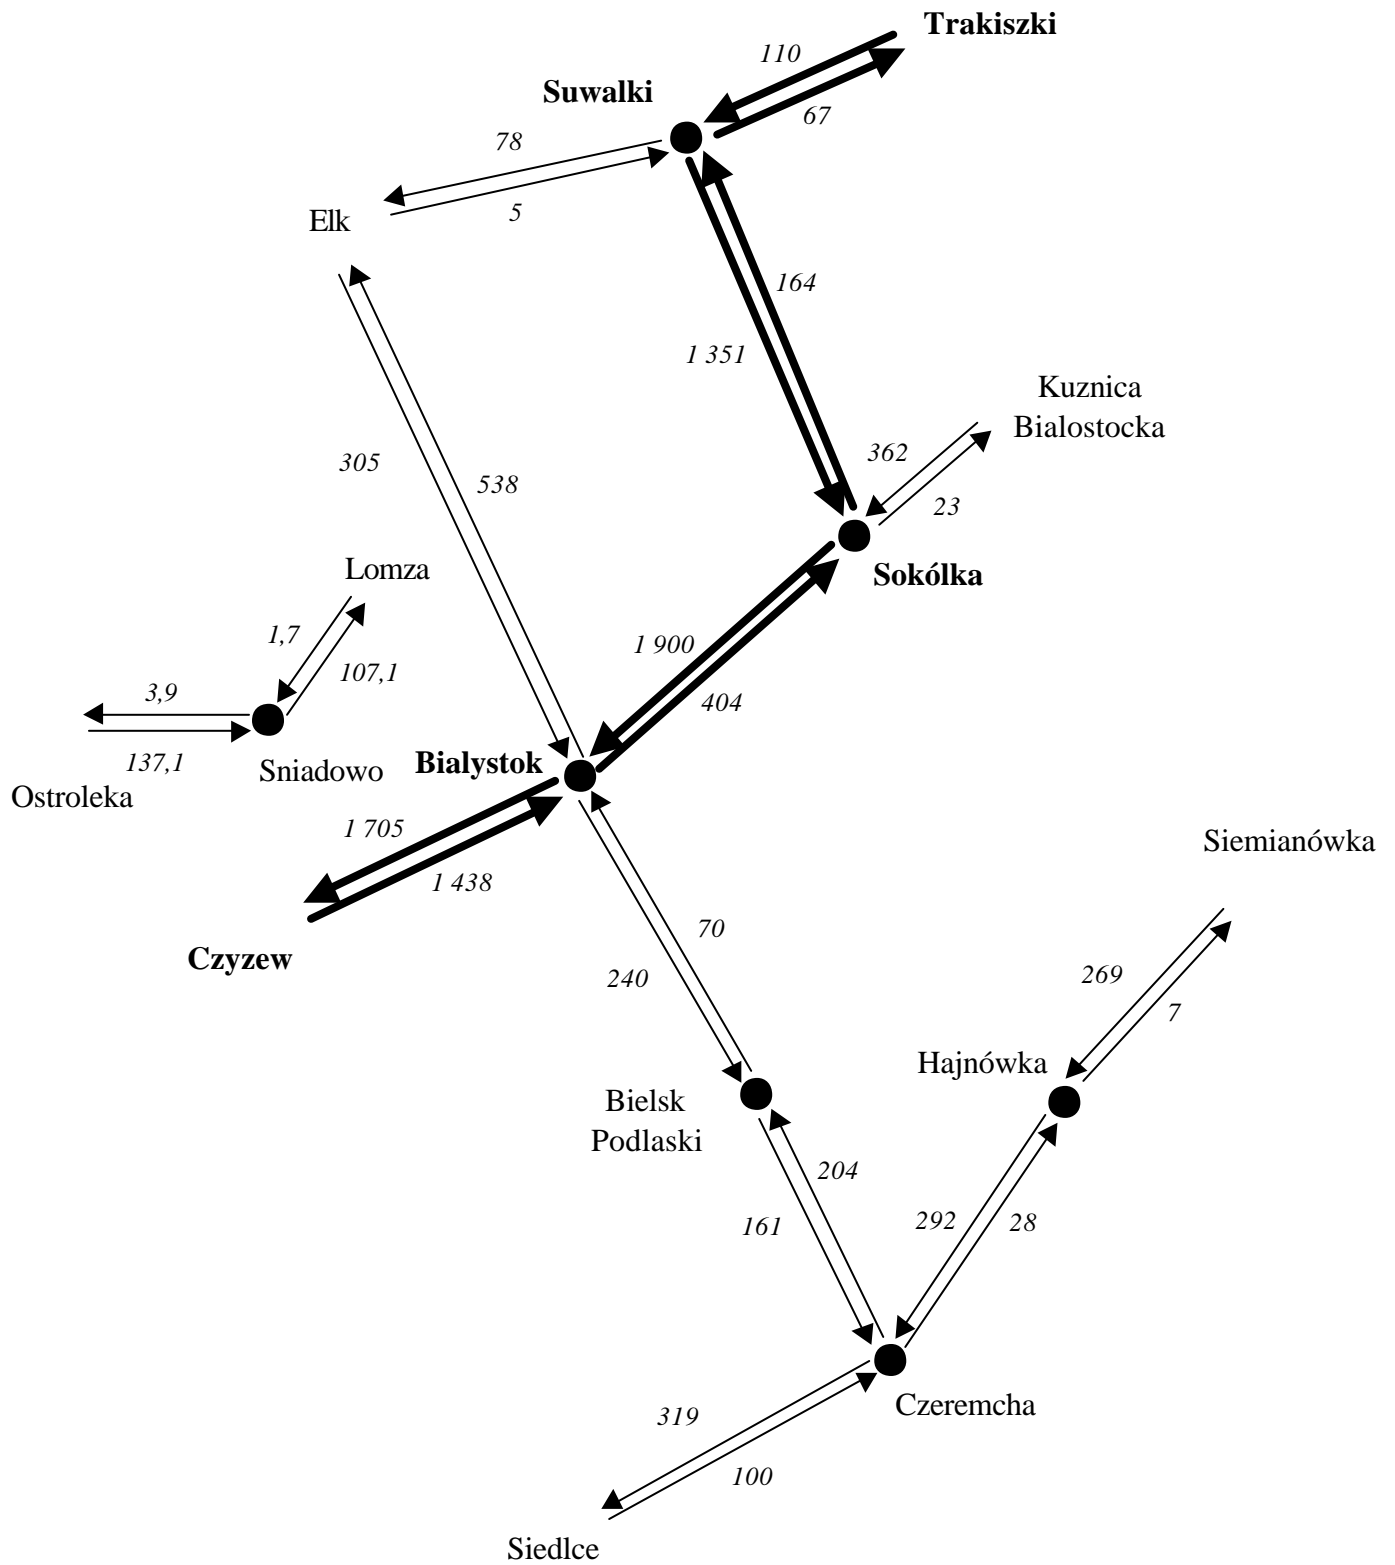 Trakiszki
110
Suwalki
67
78
5
Elk
164
1 351
Kuznica
Bialostocka
362
23
305
538
Sokólka
Lomza
1,7
107,1
1 900
404
3,9
137,1
Sniadowo
Ostroleka
Bialystok
1 705
1 438
Czyzew
Siemianówka
70
240
269
7
Hajnówka
Bielsk
Podlaski
204
161
292
28
Czeremcha
319
100
Siedlce